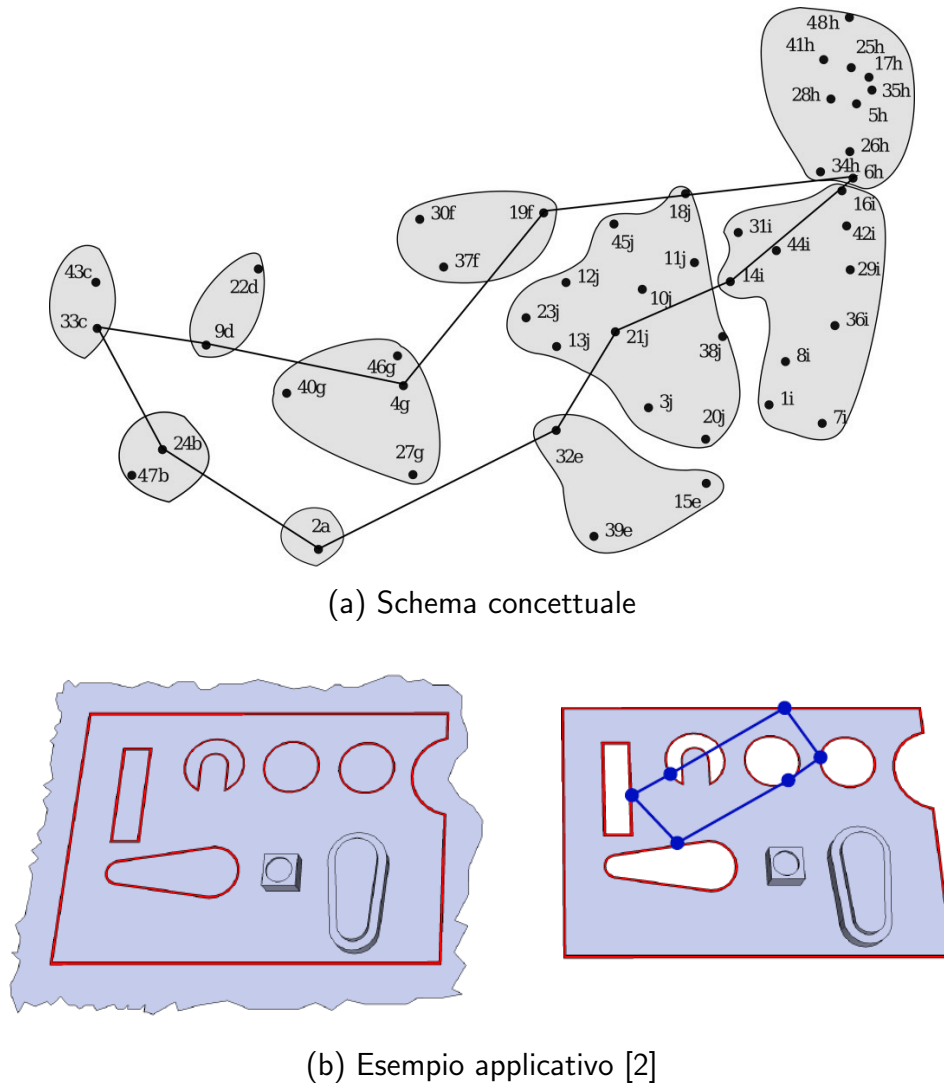 48h
41h
25h
17h
28h
35h
5h
26h
34h
6h
16i
30f
19f
18j
31i
42i
45j
44i
43c
22d
37f
11j
29i
12j
14i
10j
33c
23j
9d
21j
36i
13j
38j
46g
8i
40g
4g
3j
1i
20j
7i
24b
27g
32e
47b
15e
2a
39e
(a) Schema concettuale
(b) Esempio applicativo [2]